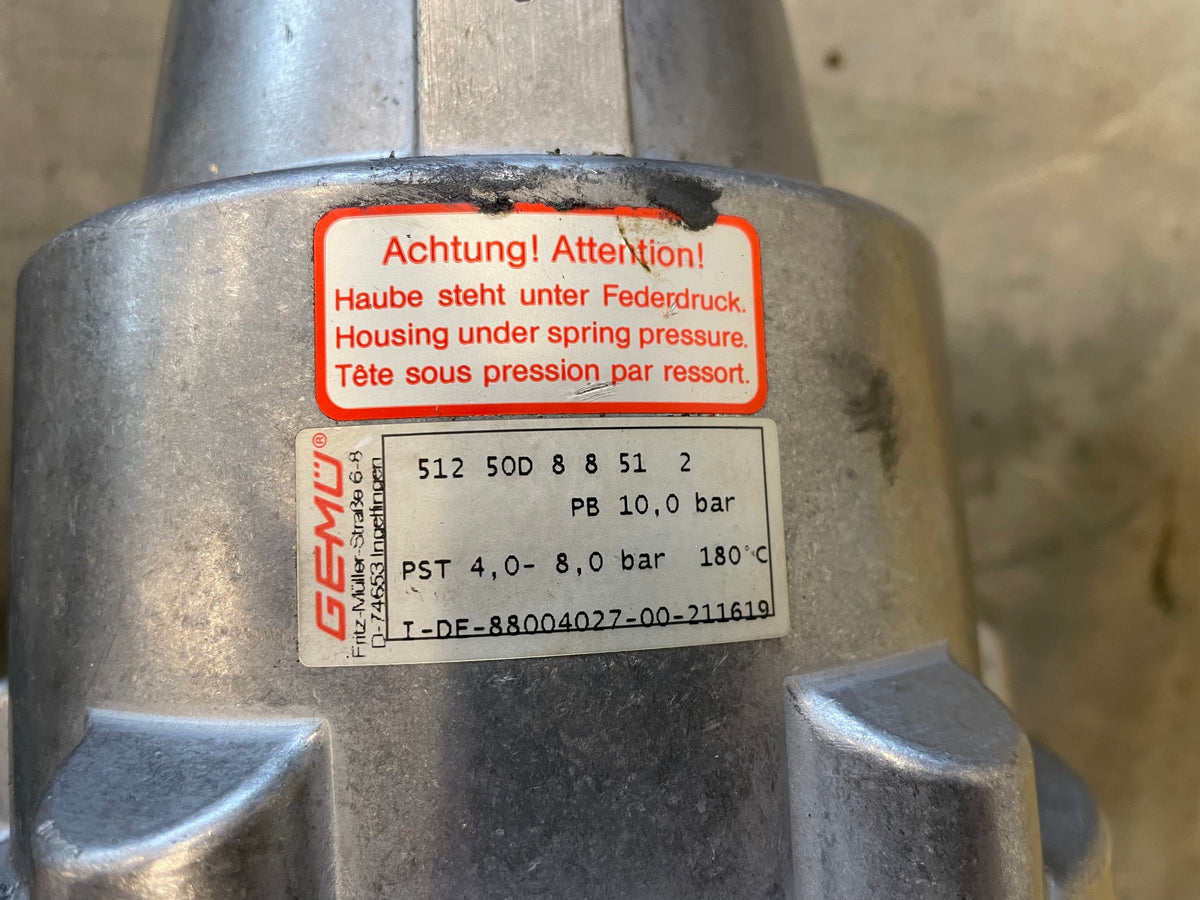 Achtung! Attention!
Haube steht unter Federdruck.
Housing under spring pressure.
Tête sous pression par ressort.
GEMÜ®
Fritz-Müller-Straße 6-8
D-74653 Ingelfingen
512 50D 8 8 51 2
PB 10,0 bar
PST 4,0- 8,0 bar 180°C
I-DE-88004027-00-211619